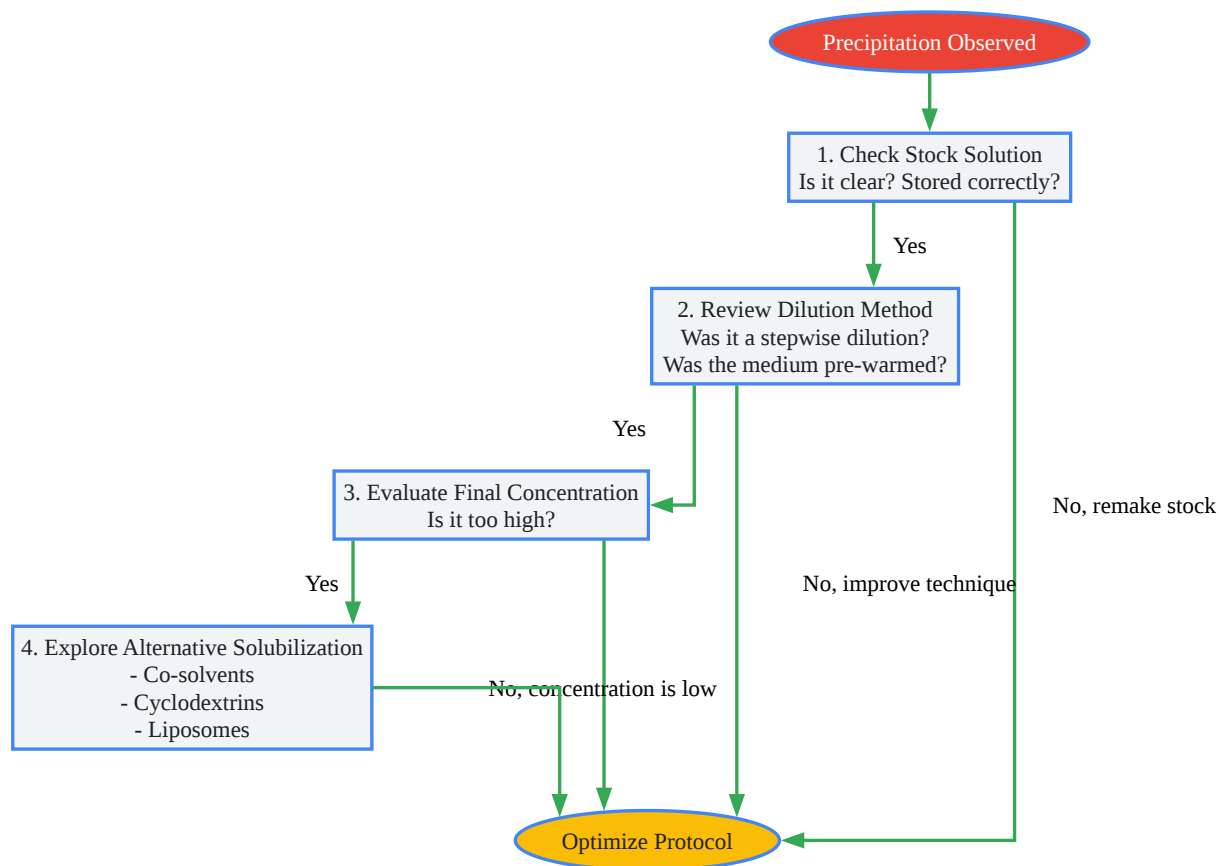 Precipitation Observed
1. Check Stock Solution
Is it clear? Stored correctly?
Yes
2. Review Dilution Method
Was it a stepwise dilution?
Was the medium pre-warmed?
Yes
3. Evaluate Final Concentration
Is it too high?
No, remake stock
Yes
No, improve technique
4. Explore Alternative Solubilization
- Co-solvents
- Cyclodextrins
- Liposomes
No, concentration is low
Optimize Protocol